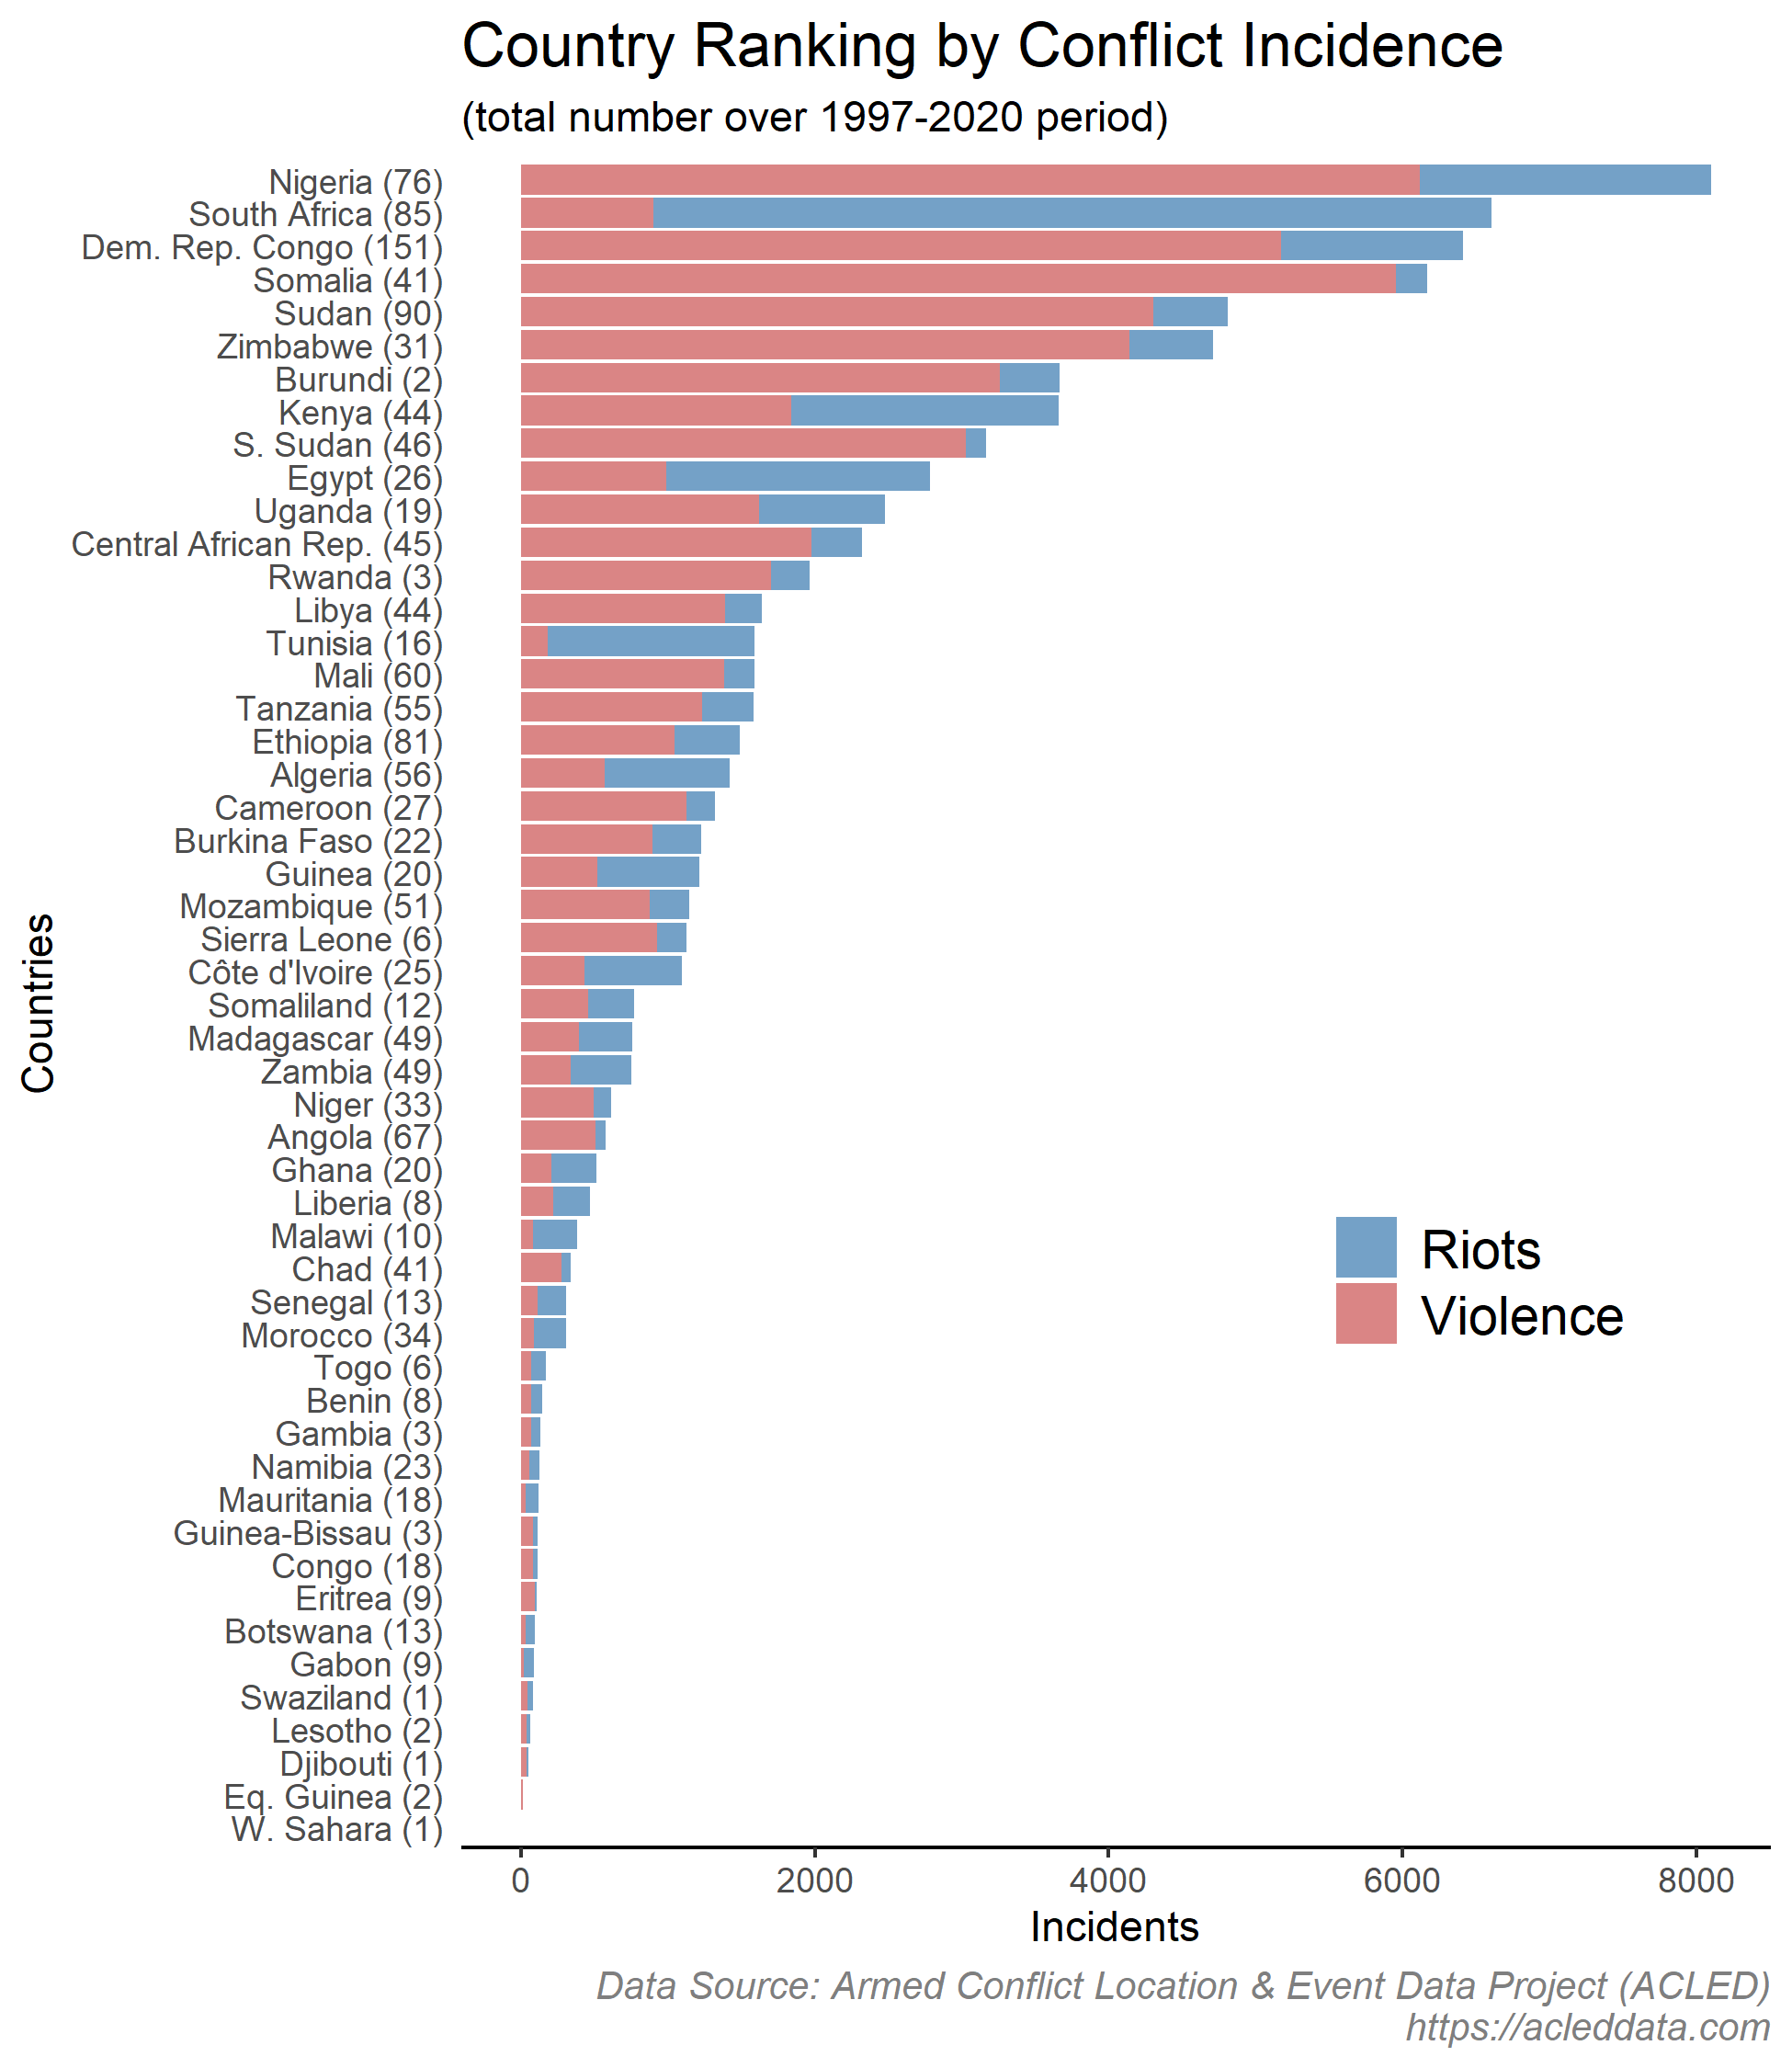 Country Ranking by Conflict Incidence
(total number over 1997-2020 period)
Nigeria (76)
South Africa (85)
Dem. Rep. Congo (151)
Somalia (41)
Sudan (90)
Zimbabwe (31)
Burundi (2)
Kenya (44)
S. Sudan (46)
Egypt (26)
Uganda (19)
Central African Rep. (45)
Rwanda (3)
Libya (44)
Tunisia (16)
Mali (60)
Tanzania (55)
Ethiopia (81)
Algeria (56)
Cameroon (27)
Burkina Faso (22)
Guinea (20)
Mozambique (51)
Sierra Leone (6)
Côte d'Ivoire (25)
Somaliland (12)
Madagascar (49)
Zambia (49)
Niger (33)
Angola (67)
Ghana (20)
Liberia (8)
Malawi (10)
Chad (41)
Senegal (13)
Morocco (34)
Togo (6)
Benin (8)
Gambia (3)
Namibia (23)
Mauritania (18)
Guinea-Bissau (3)
Congo (18)
Eritrea (9)
Botswana (13)
Gabon (9)
Swaziland (1)
Lesotho (2)
Djibouti (1)
Eq. Guinea (2)
W. Sahara (1)
Countries
Riots
Violence
0 2000 4000 6000 8000
Incidents
Data Source: Armed Conflict Location & Event Data Project (ACLED)
https://acleddata.com